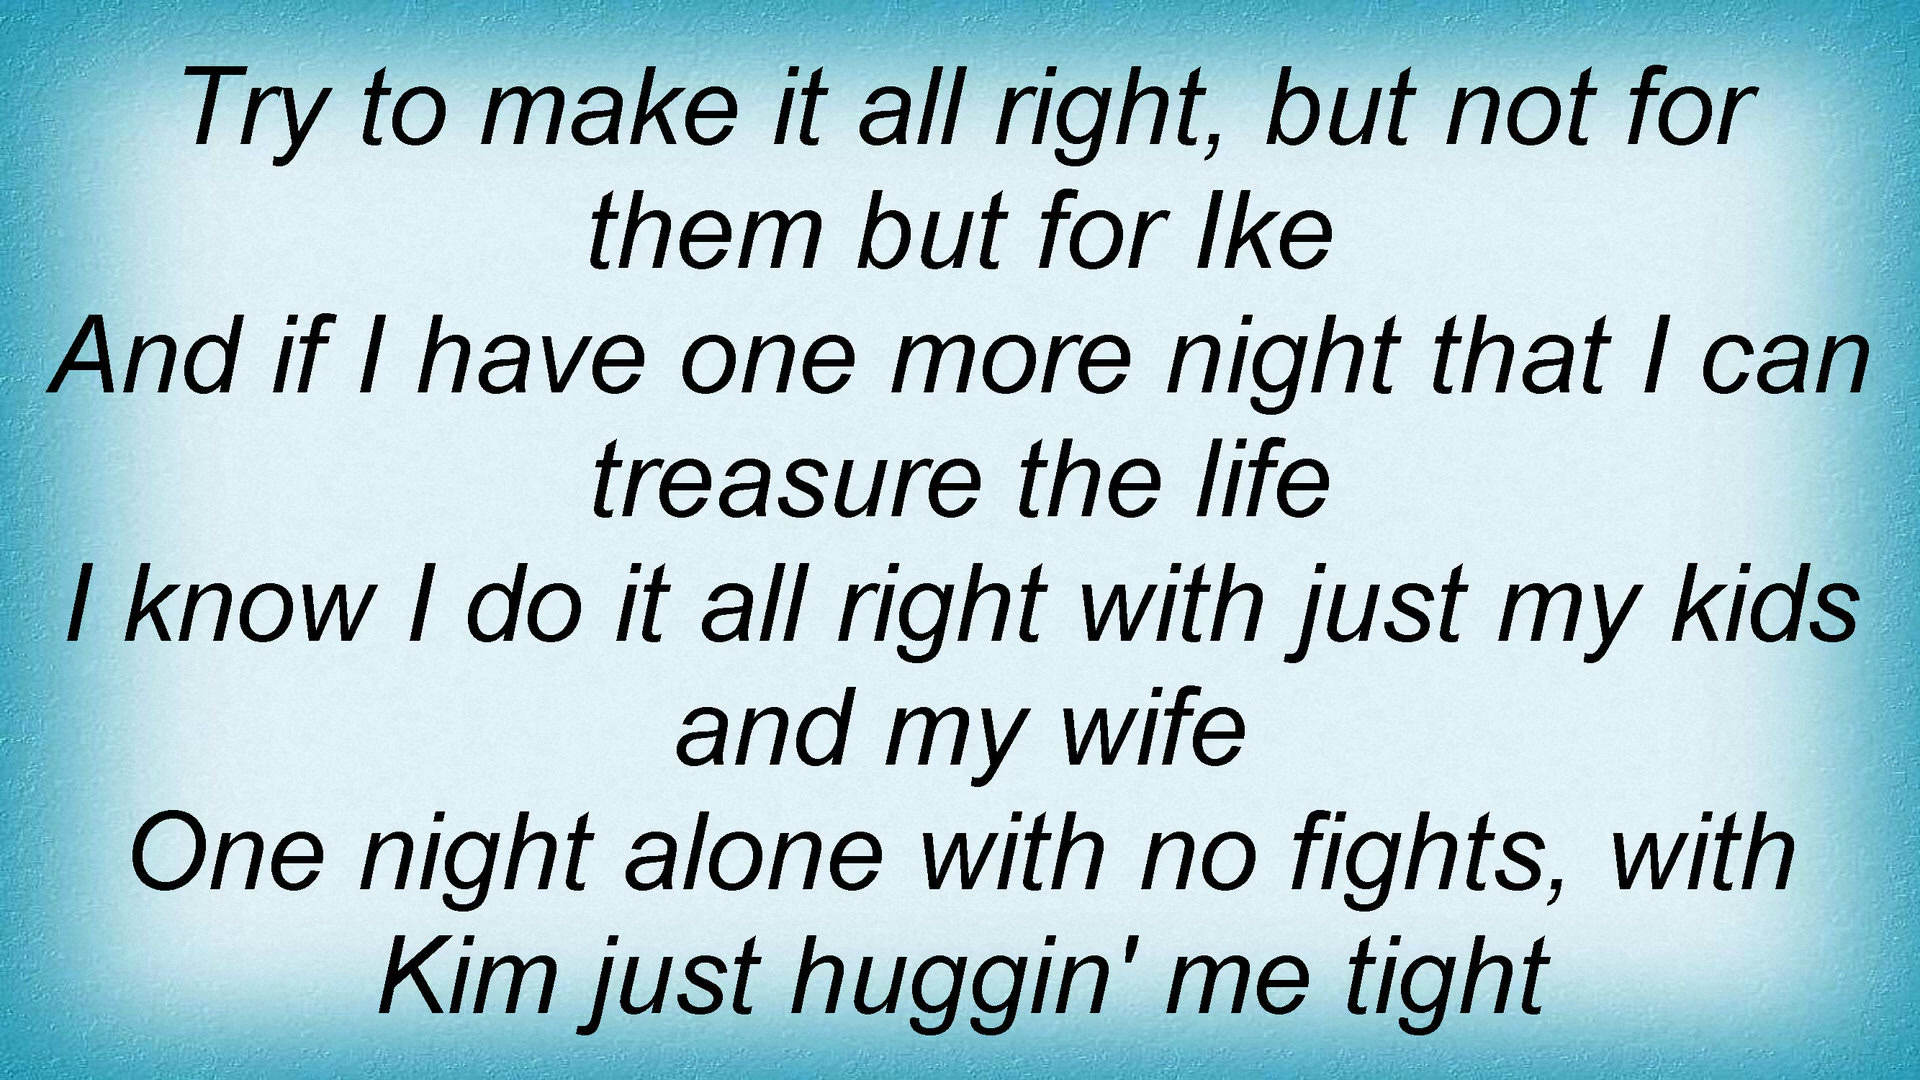 Try to make it all right, but not for
them but for Ike
And if I have one more night that I can
treasure the life
I know I do it all right with just my kids
and my wife
One night alone with no fights, with
Kim just huggin' me tight